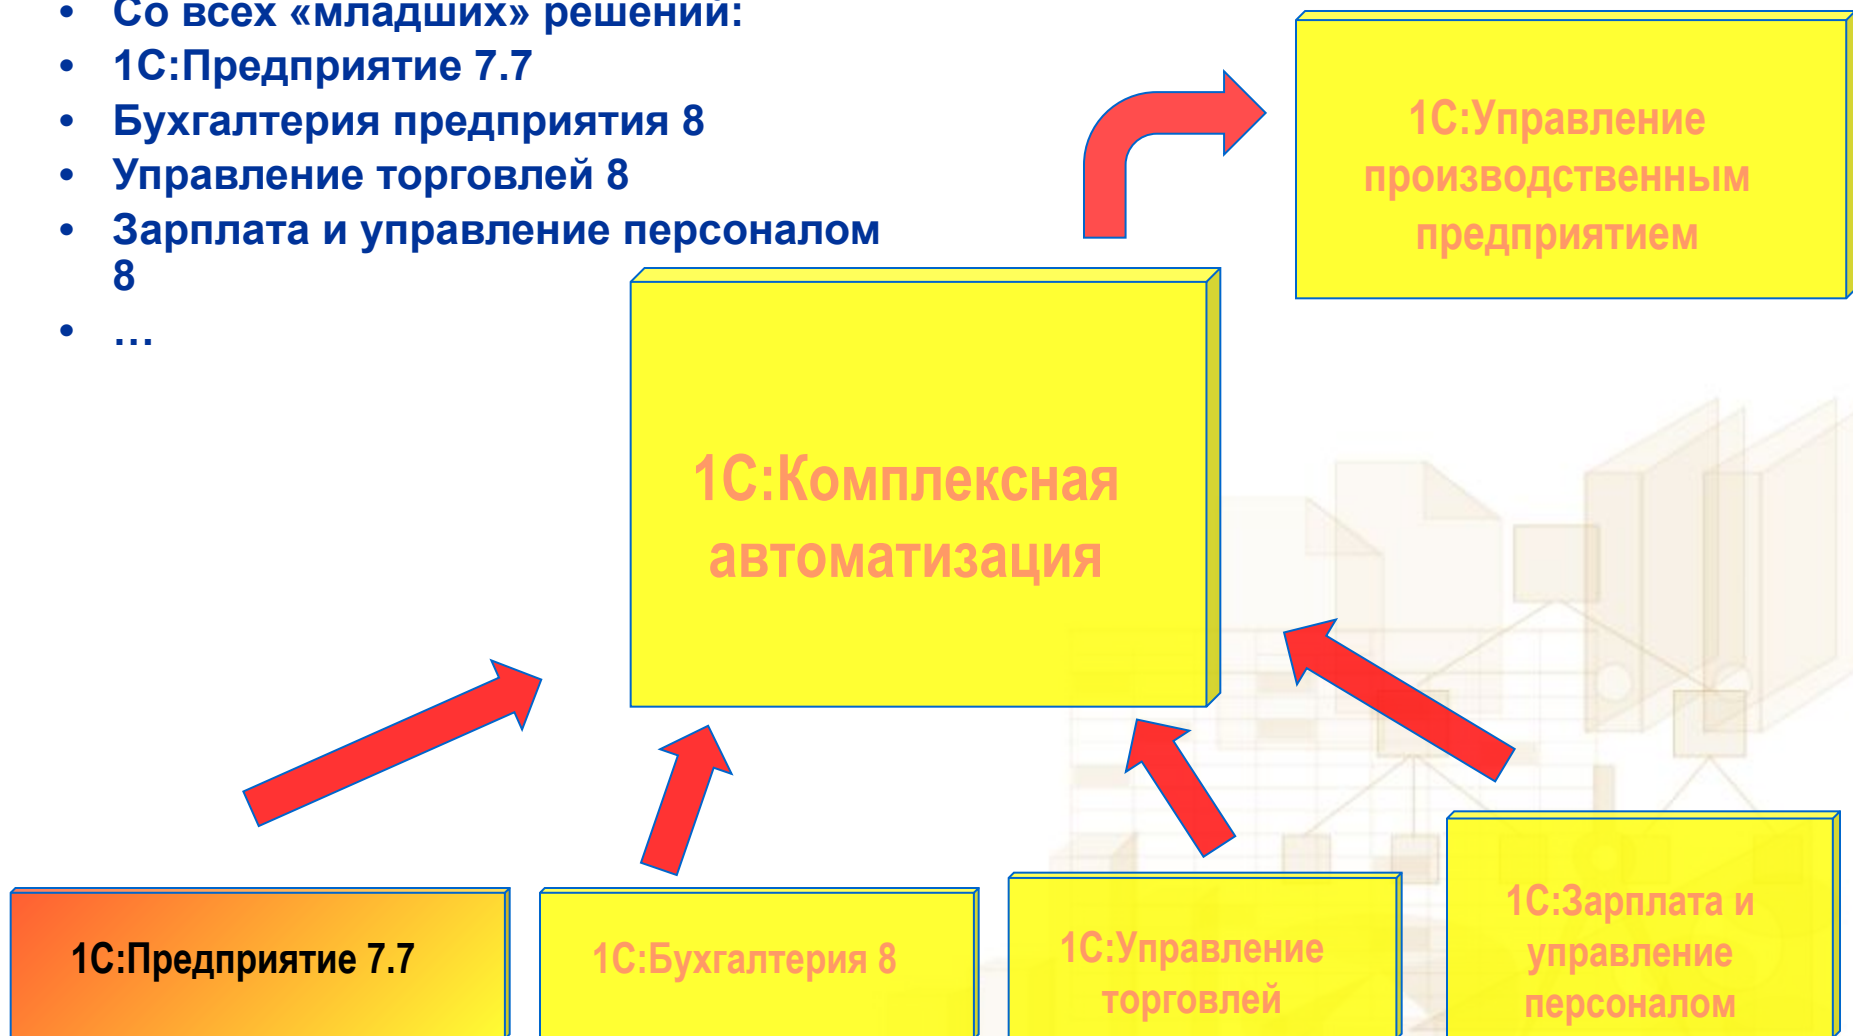 • Со всех «младших» решений:
• 1С:Предприятие 7.7
• Бухгалтерия предприятия 8
• Управление торговлей 8
• Зарплата и управление персоналом
8
• …
1С:Управление
производственным
предприятием
1С:Комплексная
автоматизация
1С:Предприятие 7.7
1С:Бухгалтерия 8
1С:Управление
торговлей
1С:Зарплата и
управление
персоналом